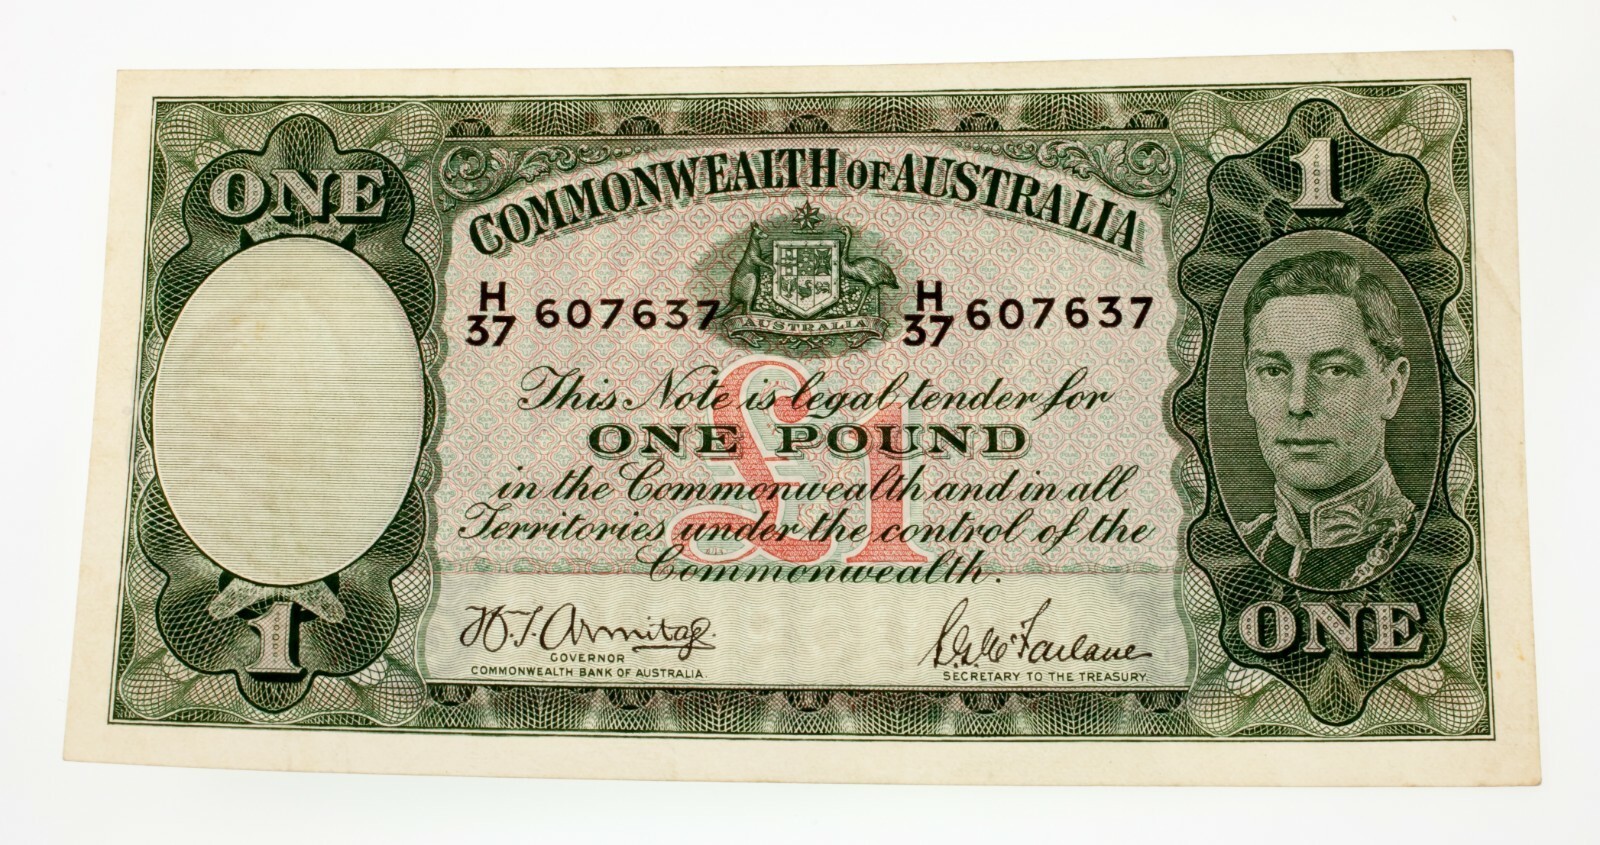 ONE
1
COMMONWEALTH OF AUSTRALIA
AUSTRALIA
H/37 607637
H/37 607637
£1
This Note is legal tender for
ONE POUND
in the Commonwealth and in all
Territories under the control of the
Commonwealth.
H.T. Armitage.
GOVERNOR
COMMONWEALTH BANK OF AUSTRALIA.
S.G. McFarlane
SECRETARY TO THE TREASURY.
1
ONE